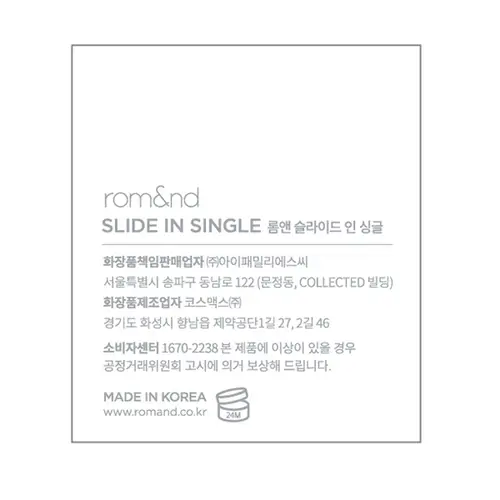 rom&nd
SLIDE IN SINGLE 롬앤 슬라이드 인 싱글
화장품책임판매업자 ㈜아이패밀리에스씨
서울특별시 송파구 동남로 122 (문정동, COLLECTED 빌딩)
화장품제조업자 코스맥스㈜
경기도 화성시 향남읍 제약공단1길 27, 2길 46
소비자센터 1670-2238 본 제품에 이상이 있을 경우
공정거래위원회 고시에 의거 보상해 드립니다.
MADE IN KOREA
www.romand.co.kr
24M